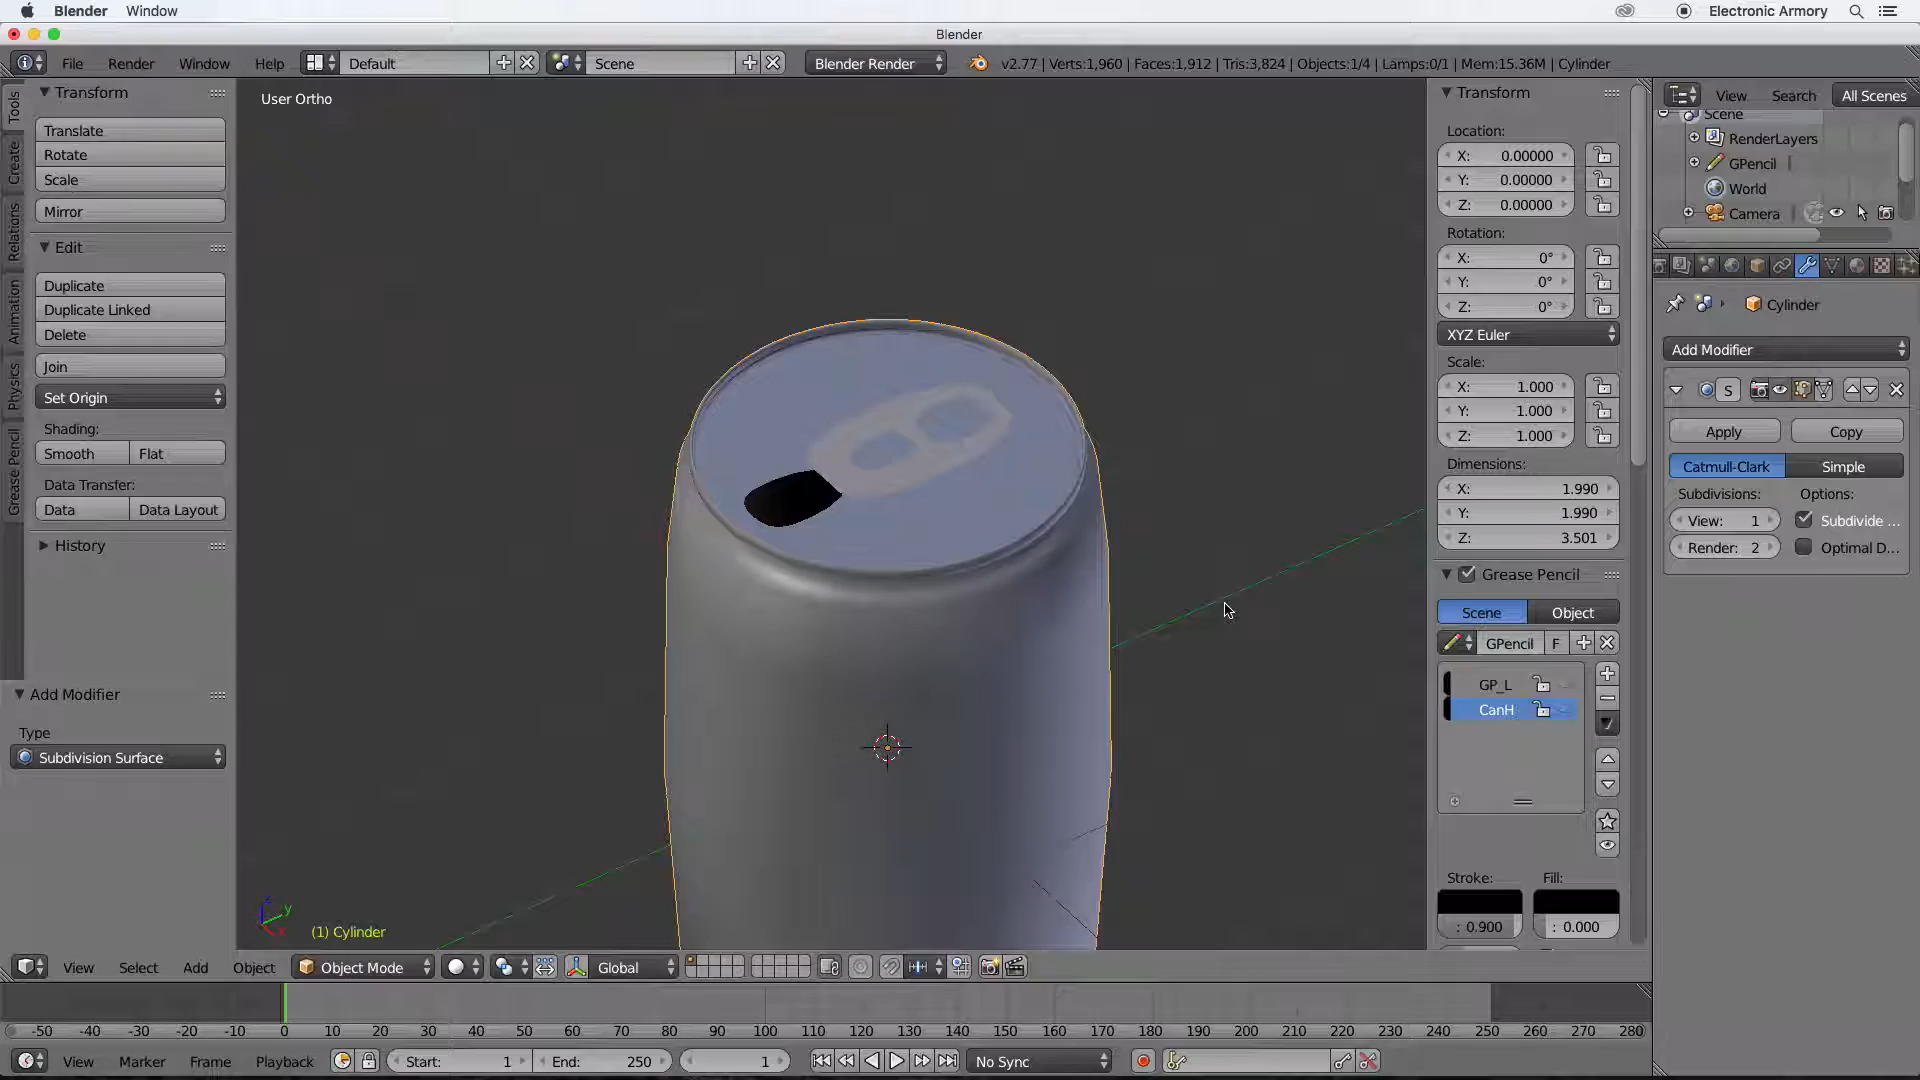 Blender Window Electronic Armory
Blender
File Render Window Help Default Scene Blender Render v2.77 | Verts:1,960 | Faces:1,912 | Tris:3,824 | Objects:1/4 | Lamps:0/1 | Mem:15.36M | Cylinder
Tools
Create
Relations
Animation
Physics
Grease Pencil
Transform
Translate
Rotate
Scale
Mirror
Edit
Duplicate
Duplicate Linked
Delete
Join
Set Origin
Shading:
Smooth Flat
Data Transfer:
Data Data Layout
History
Add Modifier
Type
Subdivision Surface
User Ortho
(1) Cylinder
Transform
Location:
X: 0.00000
Y: 0.00000
Z: 0.00000
Rotation:
X: 0°
Y: 0°
Z: 0°
XYZ Euler
Scale:
X: 1.000
Y: 1.000
Z: 1.000
Dimensions:
X: 1.990
Y: 1.990
Z: 3.501
Grease Pencil
Scene Object
GPencil F
GP_L
CanH
Stroke: Fill:
: 0.900 : 0.000
View Search All Scenes
Scene
RenderLayers
GPencil
World
Camera
Cylinder
Add Modifier
S
Apply Copy
Catmull-Clark Simple
Subdivisions: Options:
View: 1 Subdivide ...
Render: 2 Optimal D...
View Select Add Object Object Mode Global
-50 -40 -30 -20 -10 0 10 20 30 40 50 60 70 80 90 100 110 120 130 140 150 160 170 180 190 200 210 220 230 240 250 260 270 280
View Marker Frame Playback Start: 1 End: 250 1 No Sync